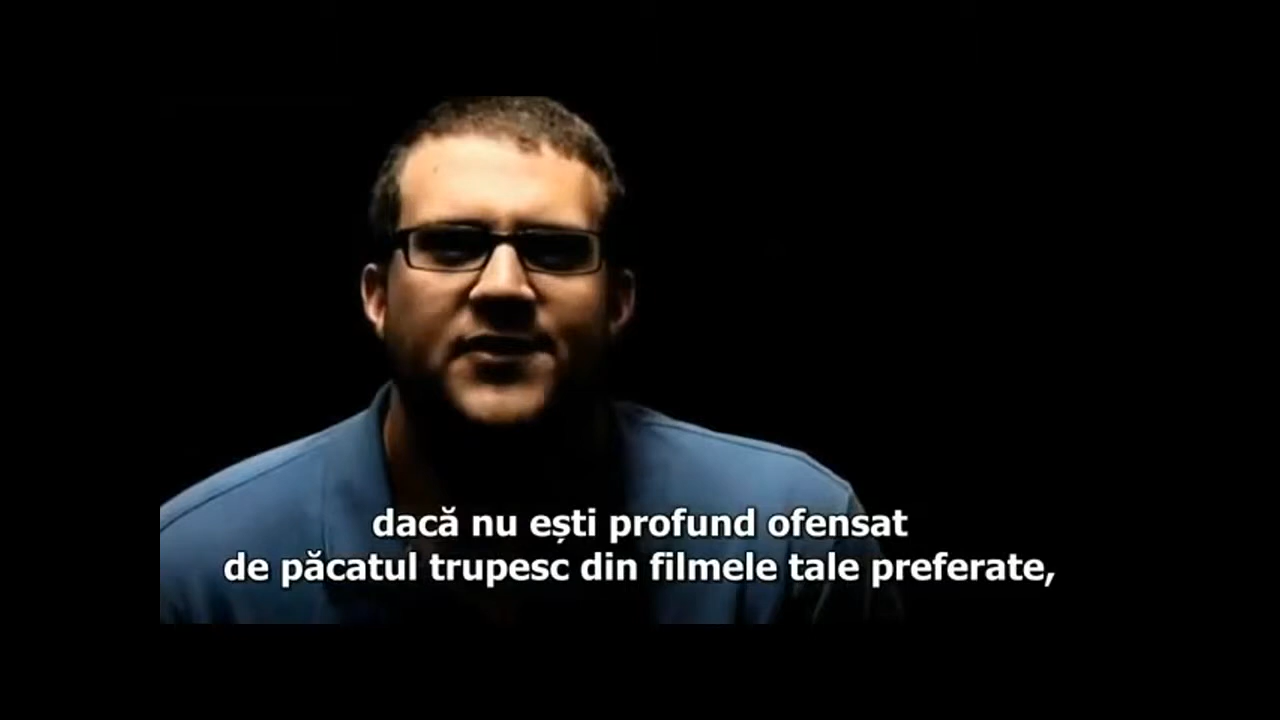 dacă nu ești profund ofensat
de păcatul trupesc din filmele tale preferate,